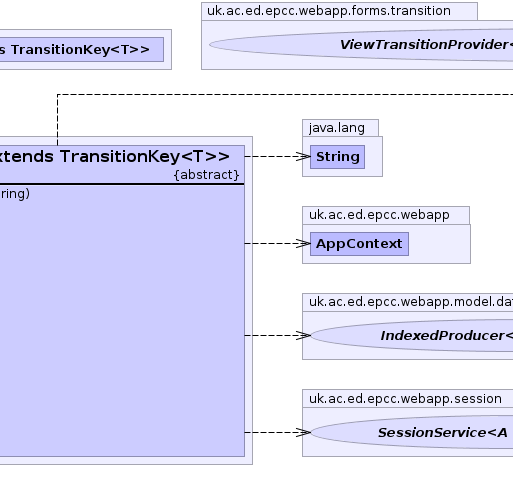 uk.ac.ed.epcc.webapp.forms.transition
s TransitionKey<T>>
ViewTransitionProvider<
java.lang
String
xtends TransitionKey<T>>
{abstract}
ring)
uk.ac.ed.epcc.webapp
AppContext
uk.ac.ed.epcc.webapp.model.dat
IndexedProducer<
uk.ac.ed.epcc.webapp.session
SessionService<A